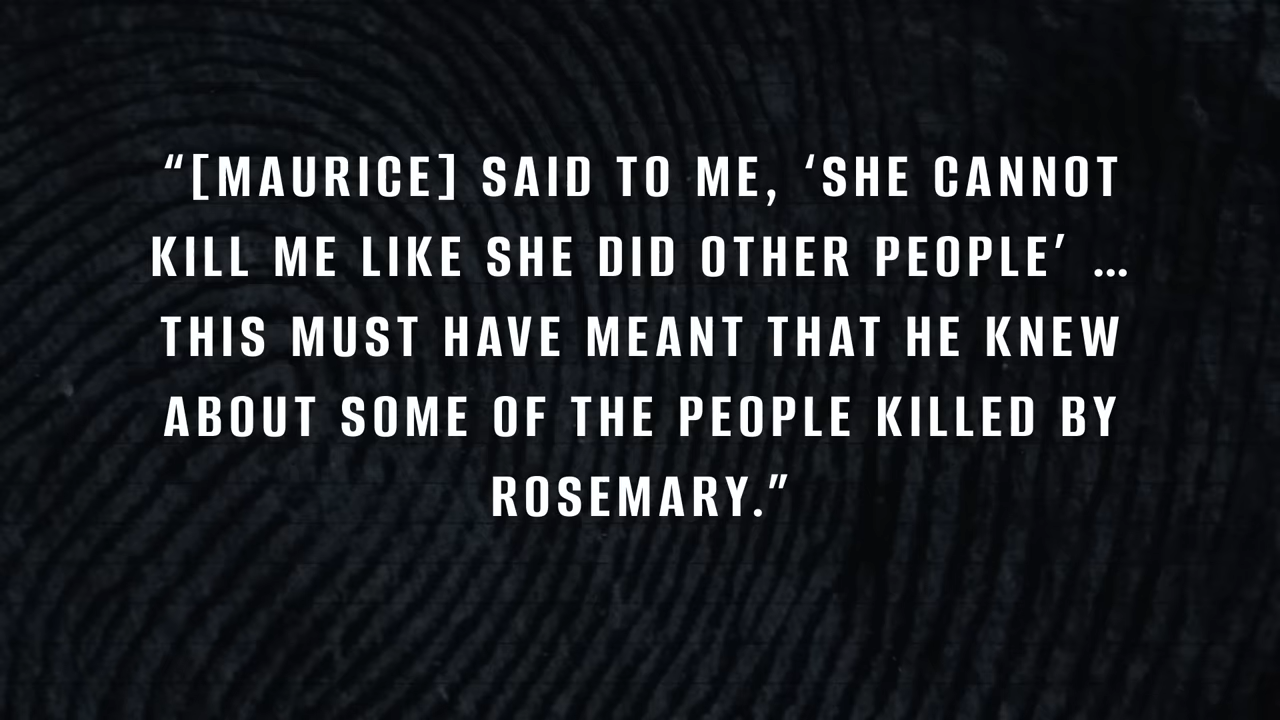 “[MAURICE] SAID TO ME, ‘SHE CANNOT
KILL ME LIKE SHE DID OTHER PEOPLE’ ...
THIS MUST HAVE MEANT THAT HE KNEW
ABOUT SOME OF THE PEOPLE KILLED BY
ROSEMARY.”